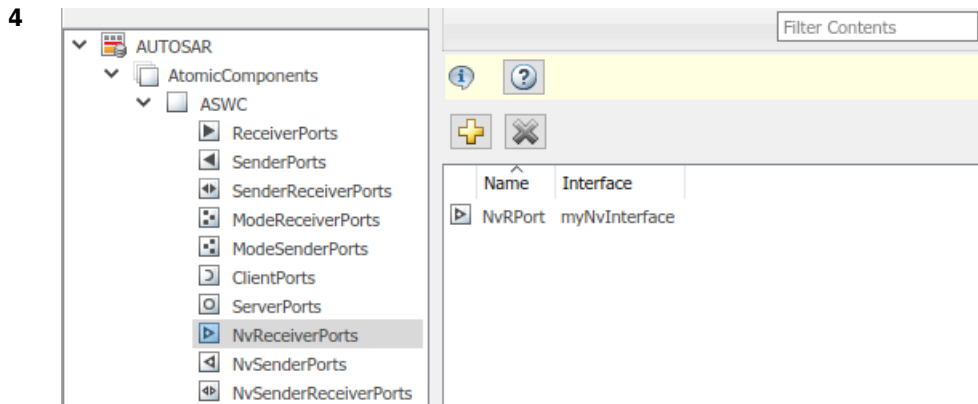 4
Filter Contents
AUTOSAR
AtomicComponents
ASWC
ReceiverPorts
SenderPorts
SenderReceiverPorts
ModeReceiverPorts
ModeSenderPorts
ClientPorts
ServerPorts
NvReceiverPorts
NvSenderPorts
NvSenderReceiverPorts
Name Interface
NvRPort myNvInterface